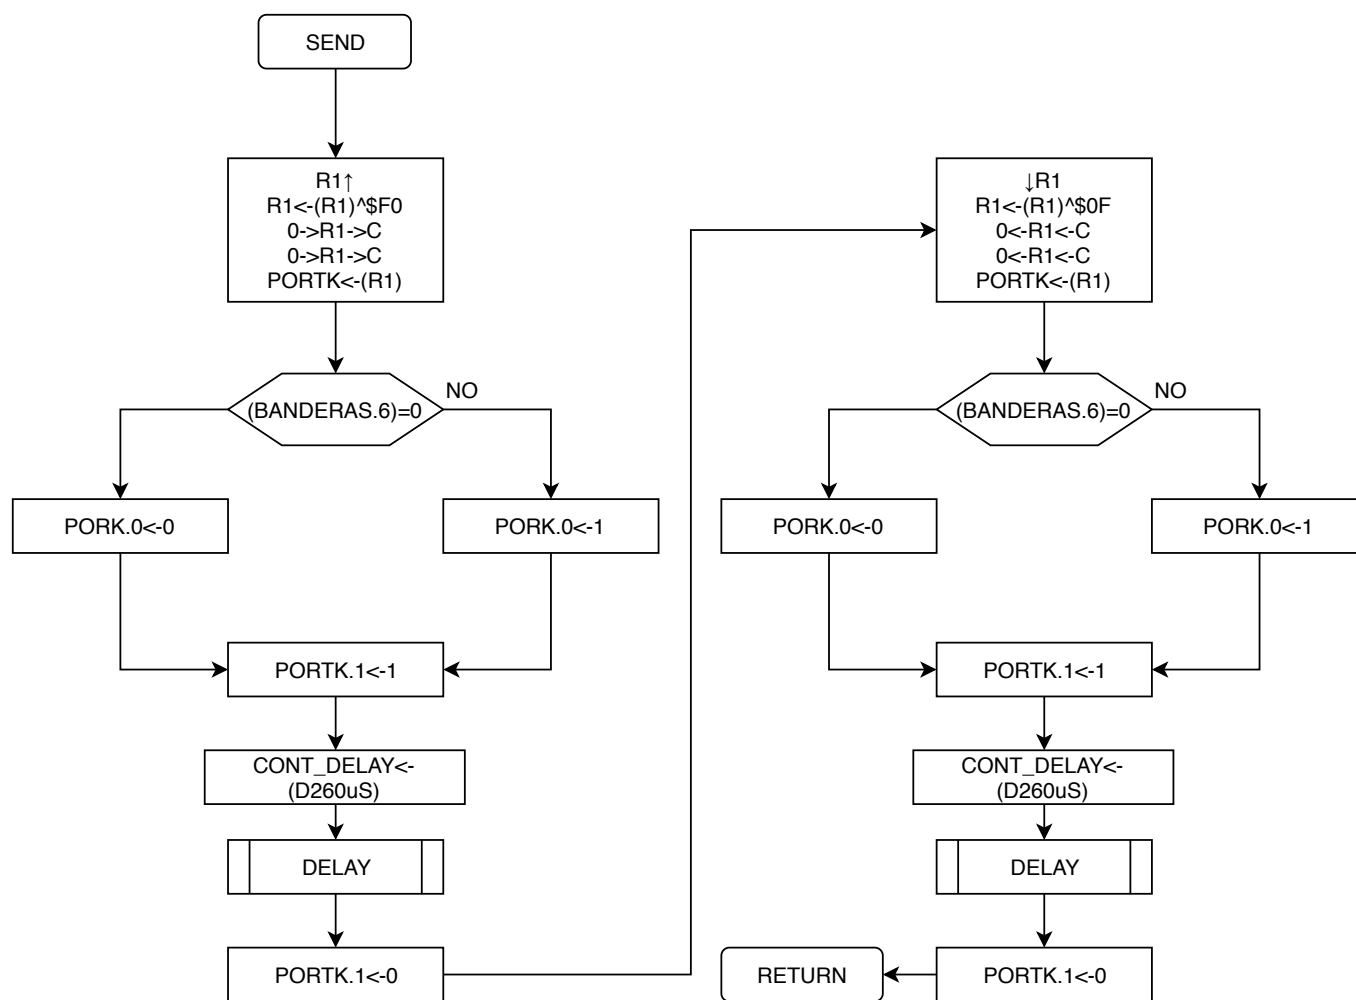 SEND
R1↑
R1<-(R1)^$F0
0->R1->C
0->R1->C
PORTK<-(R1)
(BANDERAS.6)=0
NO
PORK.0<-0
PORK.0<-1
PORTK.1<-1
CONT_DELAY<-
(D260uS)
DELAY
PORTK.1<-0
↓R1
R1<-(R1)^$0F
0<-R1<-C
0<-R1<-C
PORTK<-(R1)
(BANDERAS.6)=0
NO
PORK.0<-0
PORK.0<-1
PORTK.1<-1
CONT_DELAY<-
(D260uS)
DELAY
PORTK.1<-0
RETURN